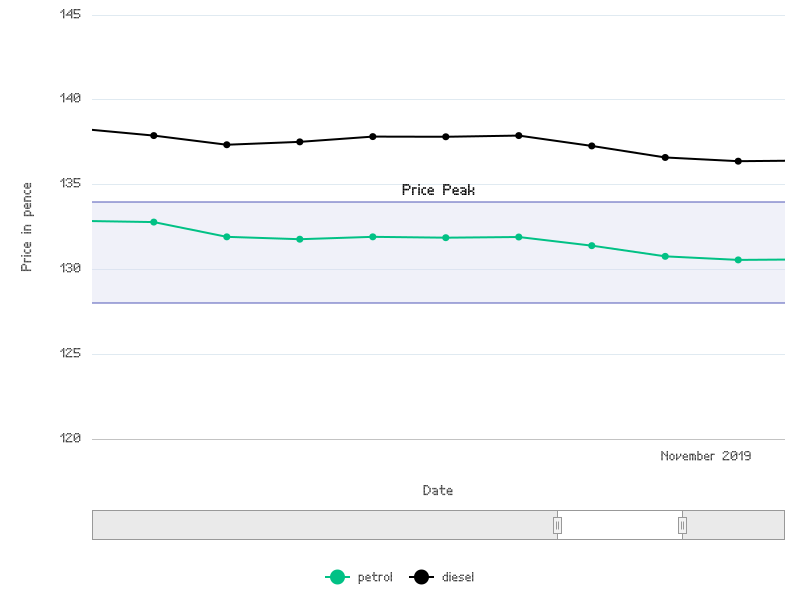 145
140
135
Price Peak
Price in pence
130
125
120
November 2019
Date
petrol
diesel